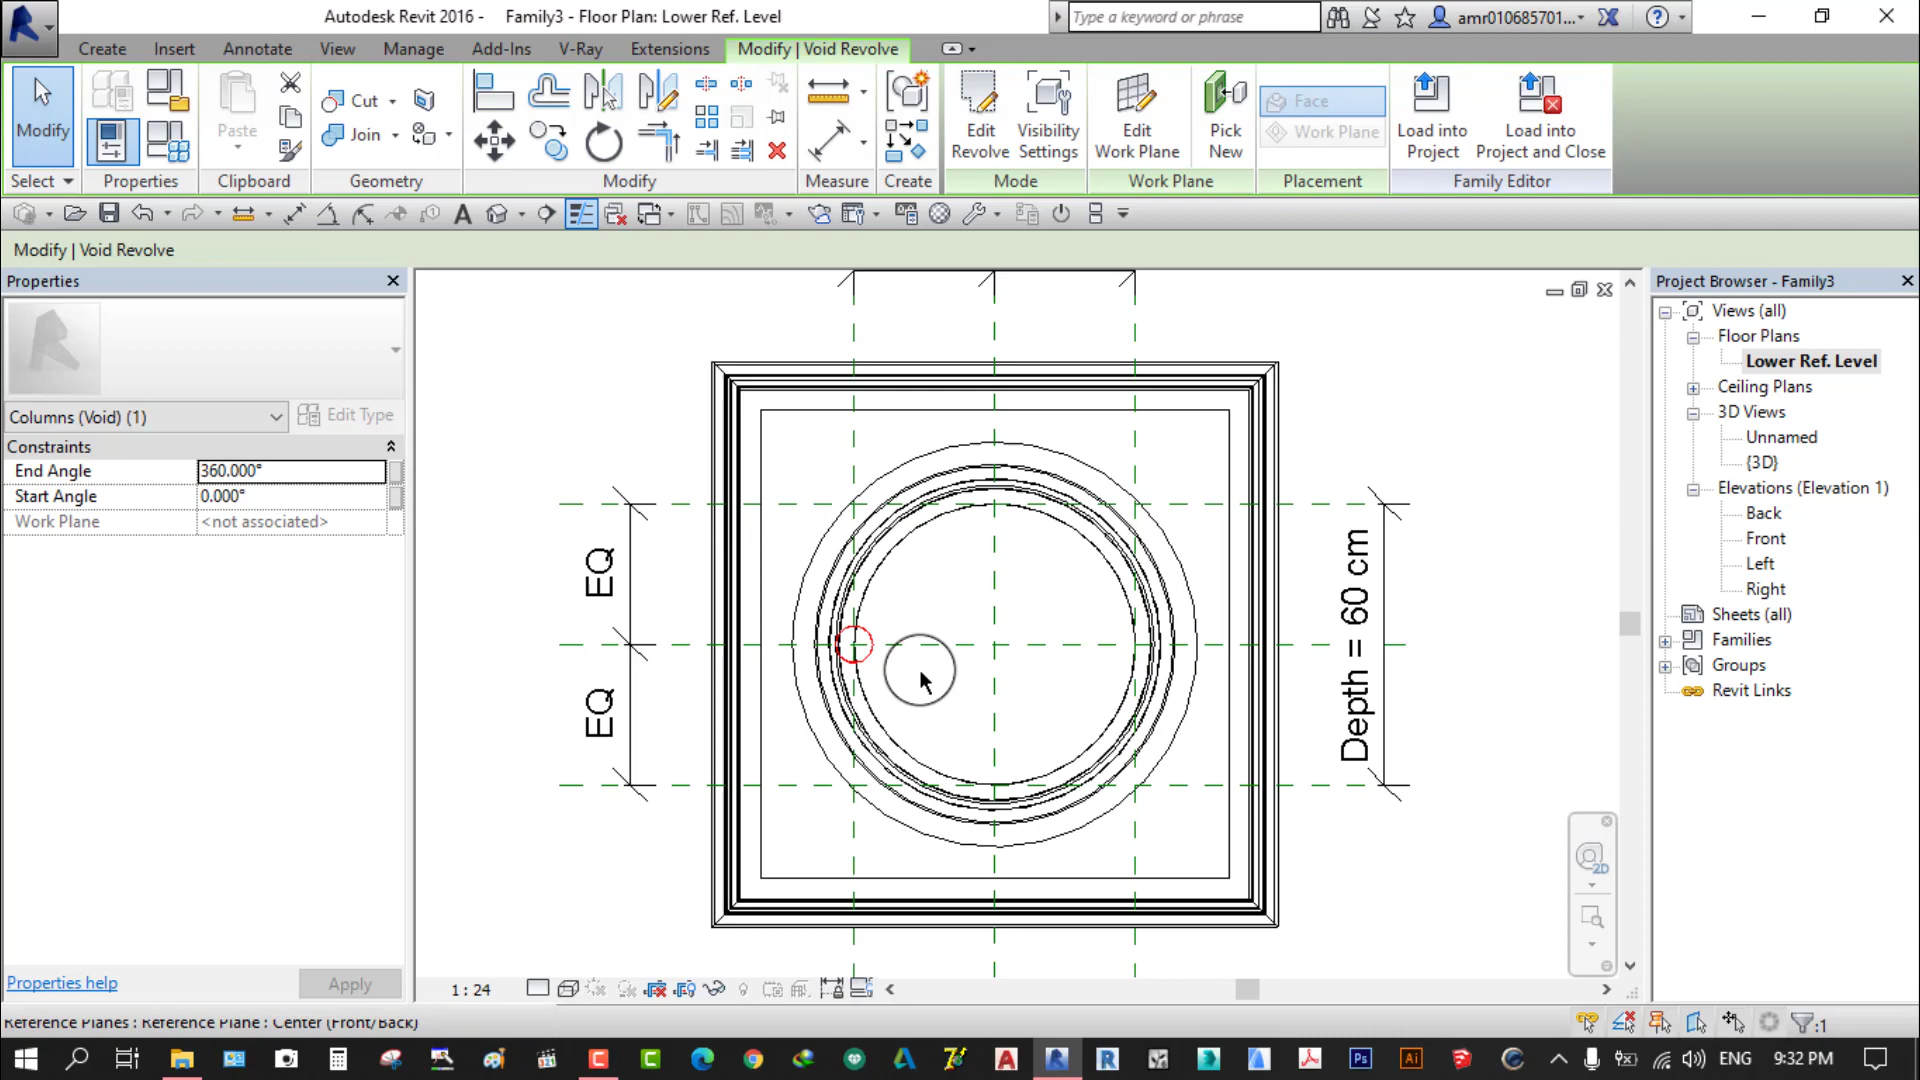 Autodesk Revit 2016 - Family3 - Floor Plan: Lower Ref. Level
Type a keyword or phrase
amr010685701...
Create Insert Annotate View Manage Add-Ins V-Ray Extensions Modify | Void Revolve
Modify
Paste
Cut
Join
Edit Revolve
Visibility Settings
Edit Work Plane
Pick New
Face
Work Plane
Load into Project
Load into Project and Close
Select Properties Clipboard Geometry Modify Measure Create Mode Work Plane Placement Family Editor
Modify | Void Revolve
Properties
Columns (Void) (1)
Edit Type
Constraints
End Angle 360.000°
Start Angle 0.000°
Work Plane <not associated>
Properties help
Apply
EQ
EQ
Depth = 60 cm
2D
1 : 24
Project Browser - Family3
Views (all)
Floor Plans
Lower Ref. Level
Ceiling Plans
3D Views
Unnamed
{3D}
Elevations (Elevation 1)
Back
Front
Left
Right
Sheets (all)
Families
Groups
Revit Links
Reference Planes : Reference Plane : Center (Front/Back)
:1
ENG
9:32 PM